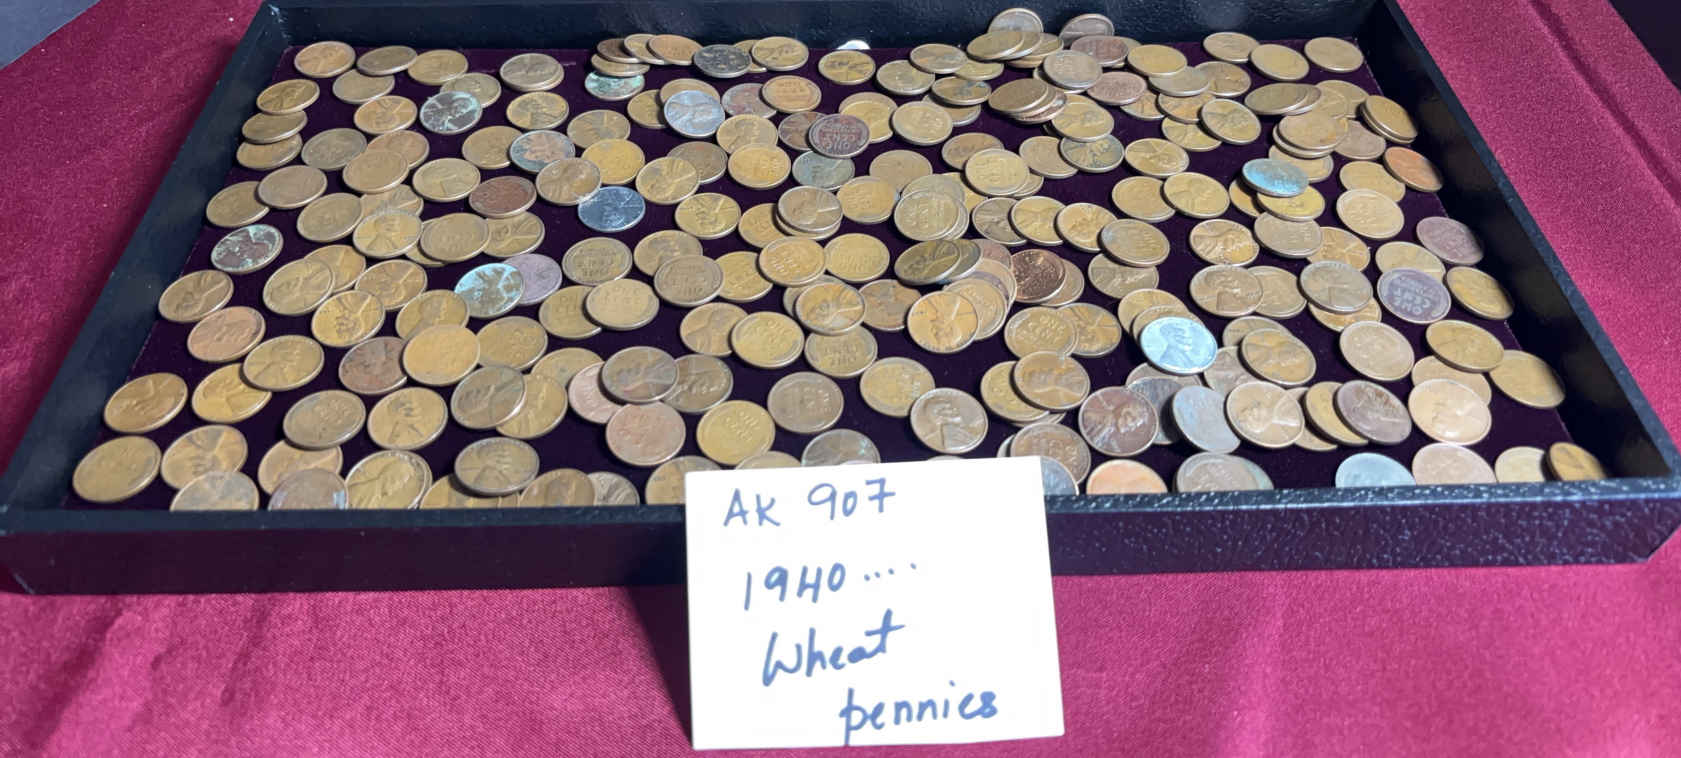 AK 907
1940....
Wheat
pennies